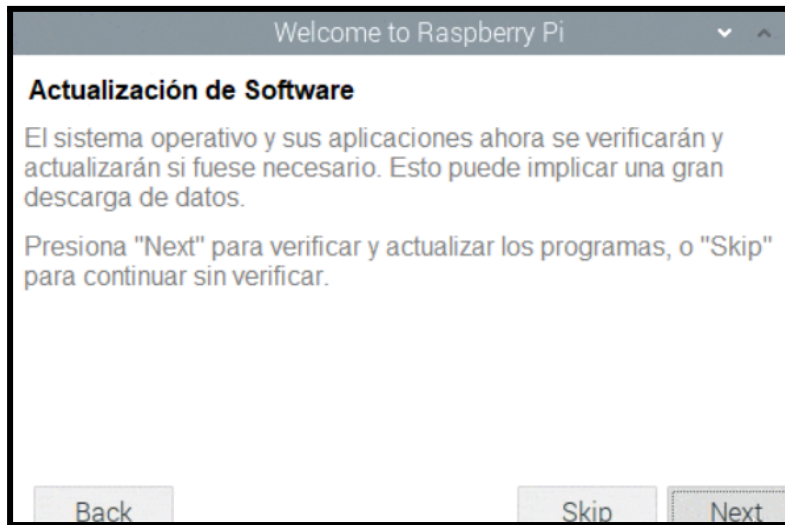 Welcome to Raspberry Pi
Actualización de Software
El sistema operativo y sus aplicaciones ahora se verificarán y
actualizarán si fuese necesario. Esto puede implicar una gran
descarga de datos.
Presiona "Next" para verificar y actualizar los programas, o "Skip"
para continuar sin verificar.
Back Skip Next